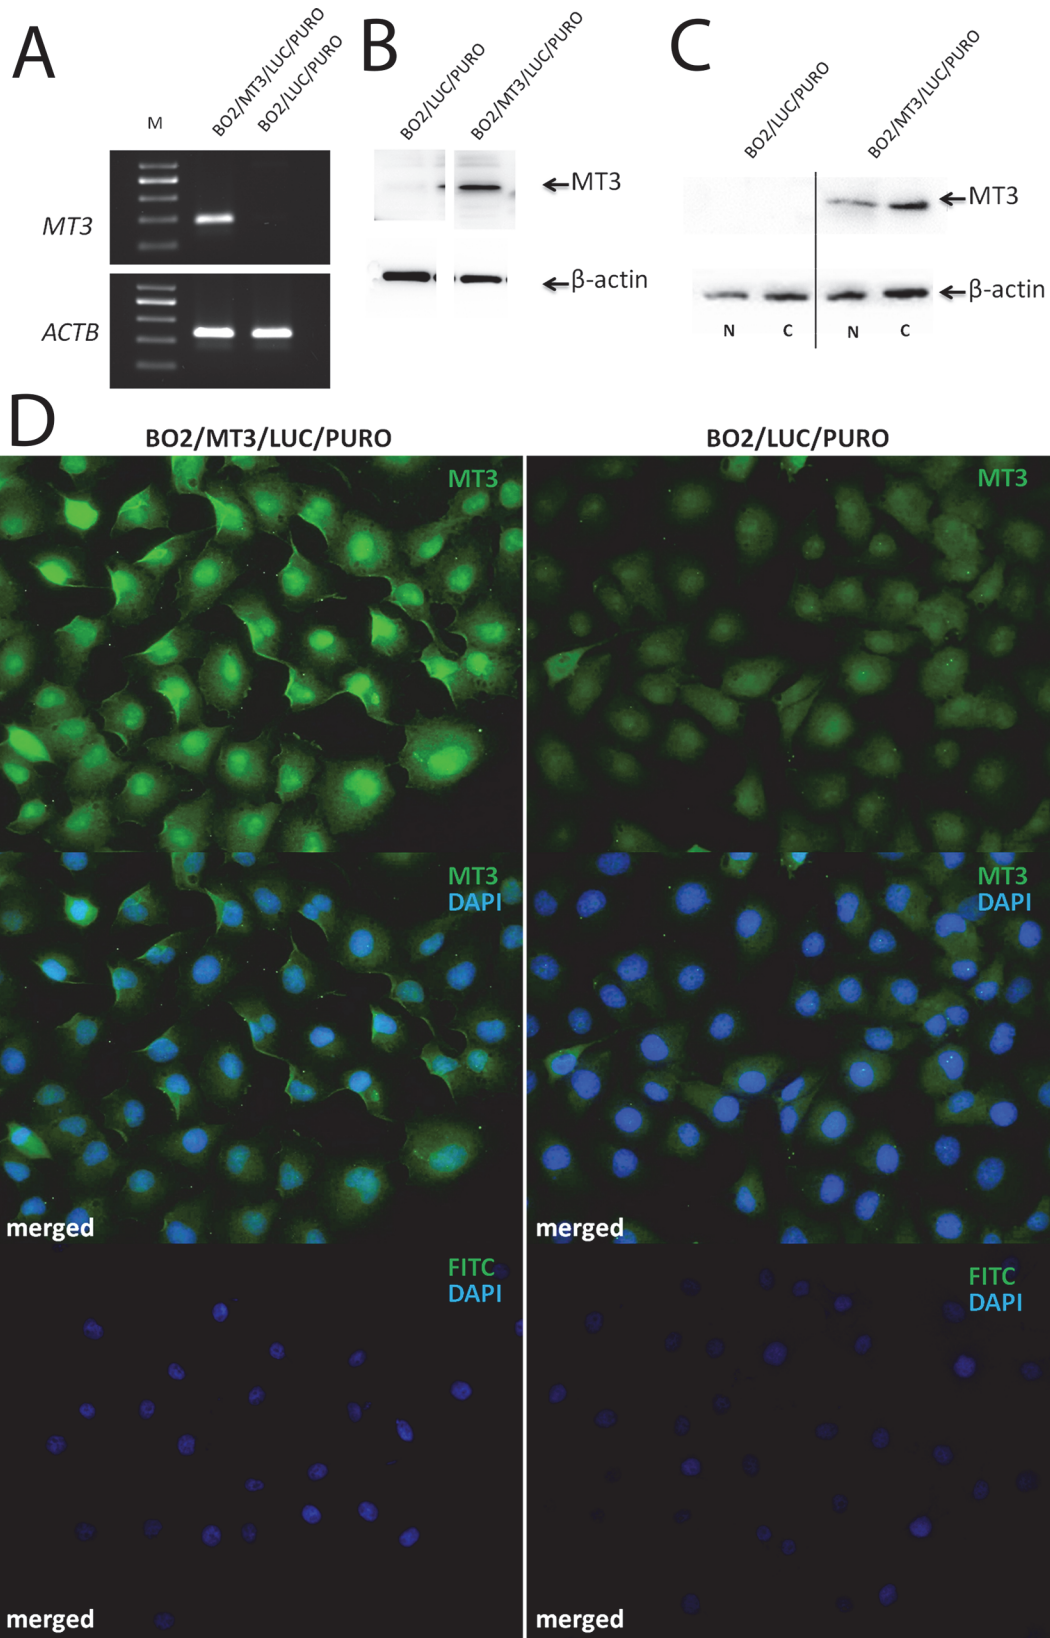 A
M
BO2/MT3/LUC/PURO
BO2/LUC/PURO
MT3
ACTB
B
BO2/LUC/PURO
BO2/MT3/LUC/PURO
MT3
β-actin
C
BO2/LUC/PURO
BO2/MT3/LUC/PURO
MT3
β-actin
N C N C
D
BO2/MT3/LUC/PURO
BO2/LUC/PURO
MT3
MT3
MT3
DAPI
merged
MT3
DAPI
merged
FITC
DAPI
merged
FITC
DAPI
merged